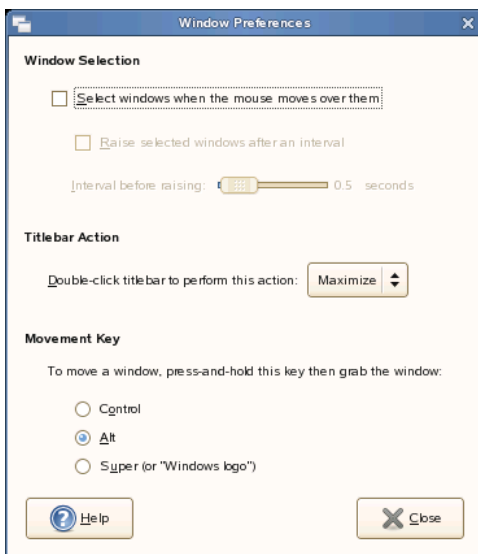 Window Preferences
Window Selection
Select windows when the mouse moves over them
Raise selected windows after an interval
Interval before raising: 0.5 seconds
Titlebar Action
Double-click titlebar to perform this action: Maximize
Movement Key
To move a window, press-and-hold this key then grab the window:
Control
Alt
Super (or "Windows logo")
Help Close